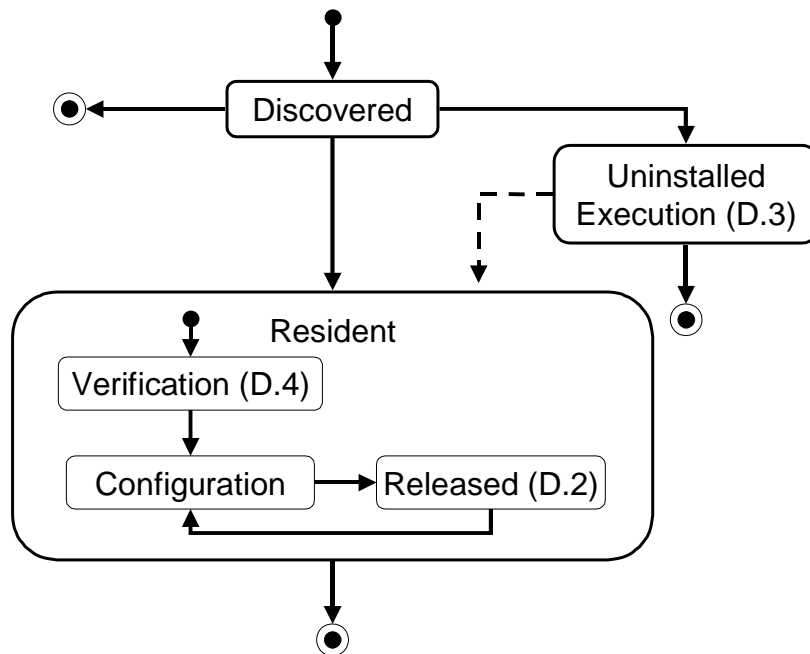 Discovered
Uninstalled
Execution (D.3)
Resident
Verification (D.4)
Configuration
Released (D.2)